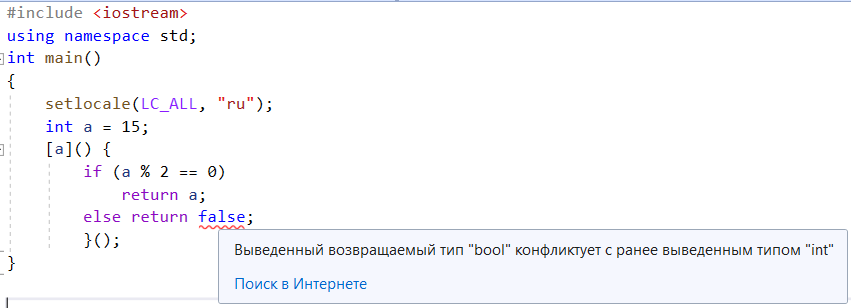 #include <iostream>
using namespace std;
int main()
{
    setlocale(LC_ALL, "ru");
    int a = 15;
    [a]() {
        if (a % 2 == 0)
            return a;
        else return false;
        }();
Выведенный возвращаемый тип "bool" конфликтует с ранее выведенным типом "int"
}
Поиск в Интернете